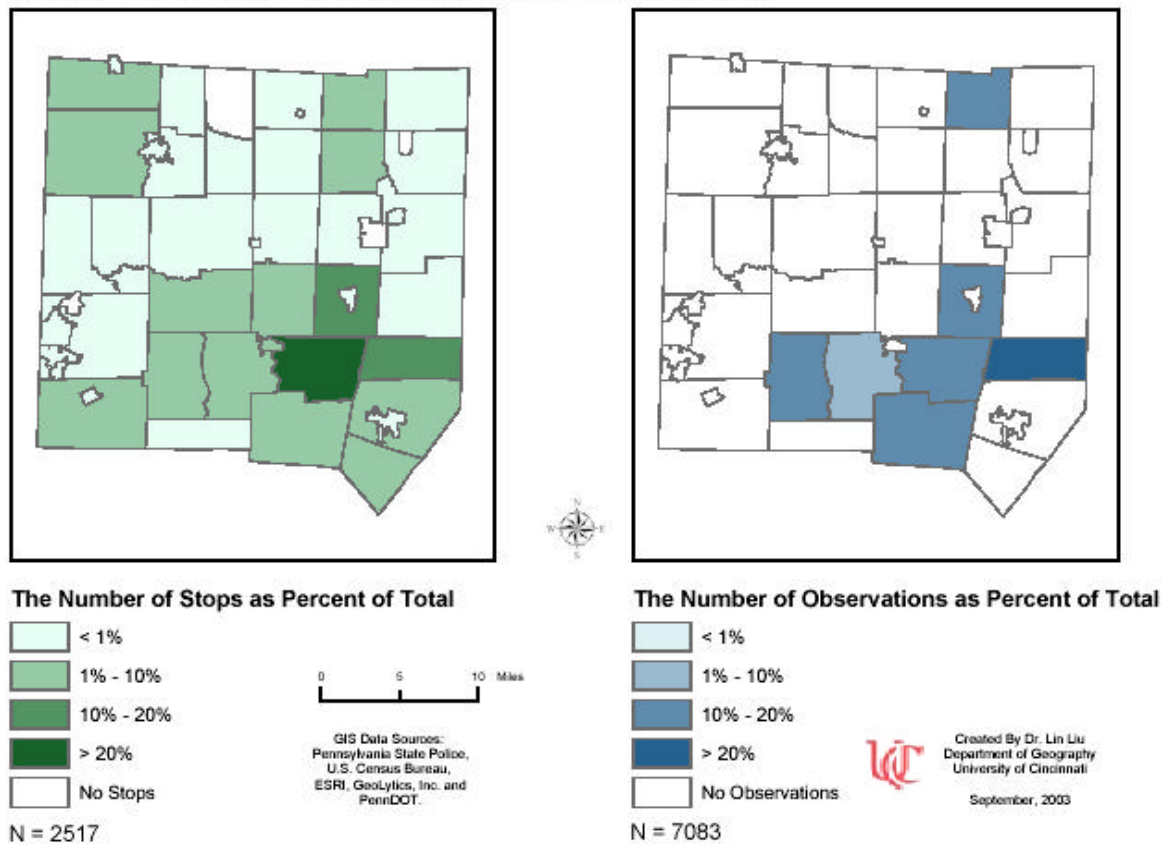 N
W E
S
The Number of Stops as Percent of Total
< 1%
1% - 10%
10% - 20%
> 20%
No Stops
N = 2517
0 5 10 Miles
GIS Data Sources:
Pennsylvania State Police,
U.S. Census Bureau,
ESRI, GeoLytics, Inc. and
PennDOT.
The Number of Observations as Percent of Total
< 1%
1% - 10%
10% - 20%
> 20%
No Observations
N = 7083
UC
Created By Dr. Lin Liu
Department of Geography
University of Cincinnati
September, 2003